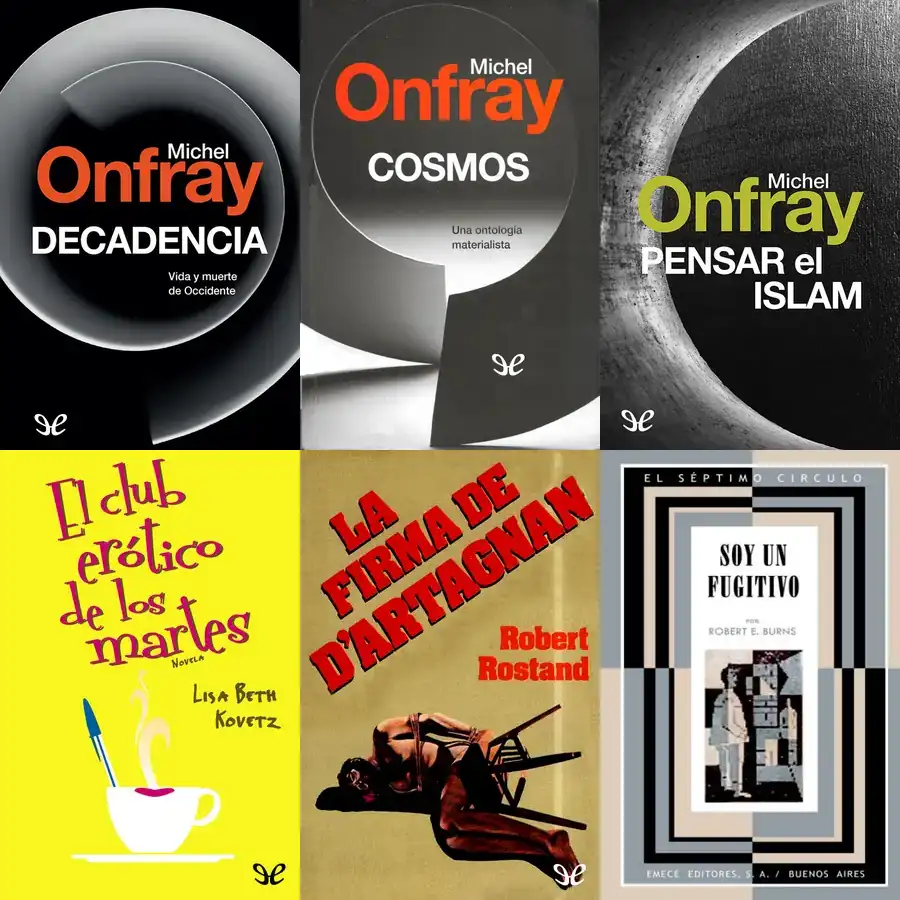 Michel
Onfray
DECADENCIA
Vida y muerte
de Occidente
Michel
Onfray
COSMOS
Una ontología
materialista
Michel
Onfray
PENSAR el
ISLAM
El club
erótico
de los
martes
NOVELA
LISA BETH
KOVETZ
LA
FIRMA DE
D'ARTAGNAN
Robert
Rostand
EL SÉPTIMO CIRCULO
SOY UN
FUGITIVO
POR
ROBERT E. BURNS
EMECÉ EDITORES, S. A. / BUENOS AIRES